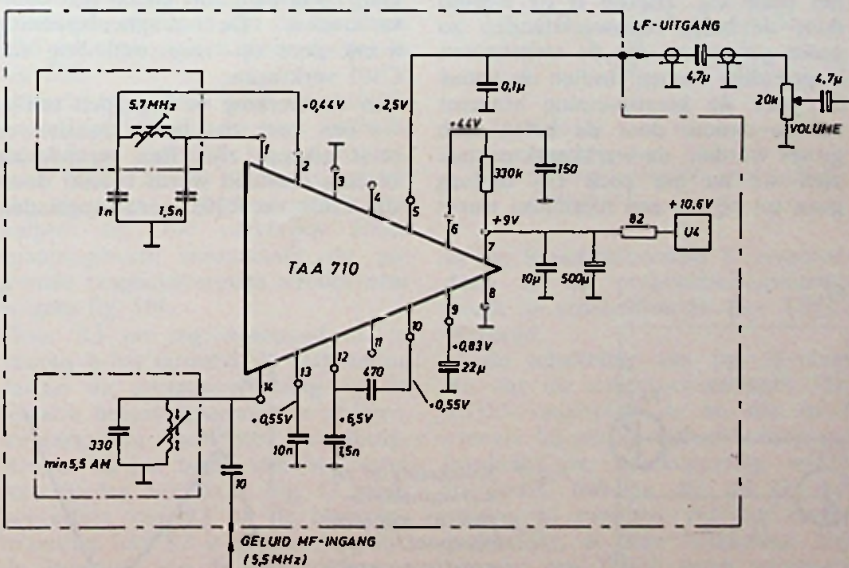 LF-UITGANG
4,7µ
4,7µ
20k
VOLUME
5,7 MHz
+0,44V
+2,5V
0,1µ
+44V
330k
150
1
2
3
4
5
6
1n
1,5n
+9V
7
82
+10,6V
U4
TAA 710
10µ
500µ
8
9
10
11
12
13
14
+0,83V
22µ
470
+0,55V
+6,5V
+0,55V
10n
1,5n
330
min 5,5 AM
10
GELUID MF-INGANG
(5,5MHz)